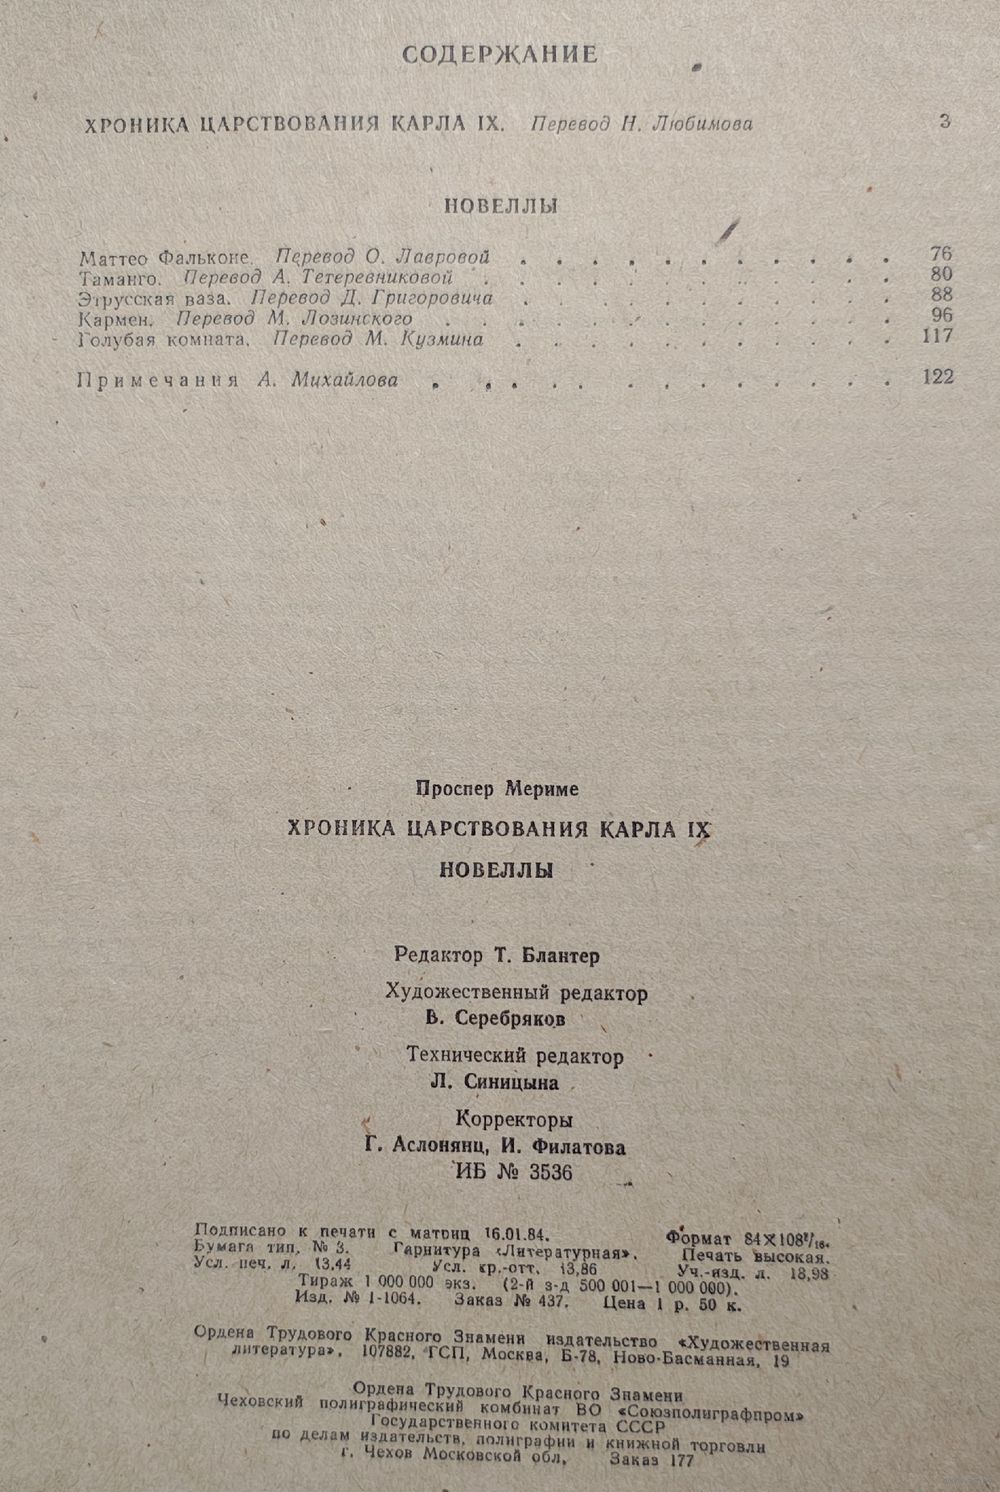 СОДЕРЖАНИЕ
ХРОНИКА ЦАРСТВОВАНИЯ КАРЛА IX. Перевод Н. Любимова 3
НОВЕЛЛЫ
Маттео Фальконе. Перевод О. Лавровой . . . . . . . . . . . 76
Таманго. Перевод А. Тетеревниковой . . . . . . . . . . . . 80
Этрусская ваза. Перевод Д. Григоровича . . . . . . . . . . . 88
Кармен. Перевод М. Лозинского . . . . . . . . . . . . . 96
Голубая комната. Перевод М. Кузмина . . . . . . . . . . . 117
Примечания А. Михайлова . . . . . . . . . . . . . 122
Проспер Мериме
ХРОНИКА ЦАРСТВОВАНИЯ КАРЛА IX
НОВЕЛЛЫ
Редактор Т. Блантер
Художественный редактор
В. Серебряков
Технический редактор
Л. Синицына
Корректоры
Г. Аслонянц, И. Филатова
ИБ № 3536
Подписано к печати с матриц 16.01.84. Формат 84×108¹/₁₆.
Бумага тип. № 3. Гарнитура «Литературная». Печать высокая.
Усл. печ. л. 13,44 Усл. кр.-отт. 13,86 Уч.-изд. л. 18,98
Тираж 1 000 000 экз. (2-й з-д 500 001—1 000 000).
Изд. № 1-1064. Заказ № 437. Цена 1 р. 50 к.
Ордена Трудового Красного Знамени издательство «Художественная
литература», 107882, ГСП, Москва, Б-78, Ново-Басманная, 19
Ордена Трудового Красного Знамени
Чеховский полиграфический комбинат ВО «Союзполиграфпром»
Государственного комитета СССР
по делам издательств, полиграфии и книжной торговли
г. Чехов Московской обл. Заказ 177